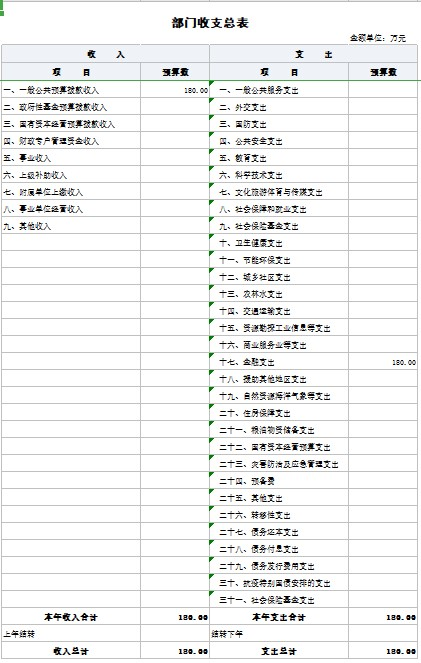 部门收支总表
金额单位：万元
收 入 支 出
项 目 预算数 项 目 预算数
一、一般公共预算拨款收入 180.00 一、一般公共服务支出
二、政府性基金预算拨款收入 二、外交支出
三、国有资本经营预算拨款收入 三、国防支出
四、财政专户管理资金收入 四、公共安全支出
五、事业收入 五、教育支出
六、上级补助收入 六、科学技术支出
七、附属单位上缴收入 七、文化旅游体育与传媒支出
八、事业单位经营收入 八、社会保障和就业支出
九、其他收入 九、社会保险基金支出
十、卫生健康支出
十一、节能环保支出
十二、城乡社区支出
十三、农林水支出
十四、交通运输支出
十五、资源勘探工业信息等支出
十六、商业服务业等支出
十七、金融支出 180.00
十八、援助其他地区支出
十九、自然资源海洋气象等支出
二十、住房保障支出
二十一、粮油物资储备支出
二十二、国有资本经营预算支出
二十三、灾害防治及应急管理支出
二十四、预备费
二十五、其他支出
二十六、转移性支出
二十七、债务还本支出
二十八、债务付息支出
二十九、债务发行费用支出
三十、抗疫特别国债安排的支出
三十一、社会保险基金支出
本年收入合计 180.00 本年支出合计 180.00
上年结转 结转下年
收入总计 180.00 支出总计 180.00